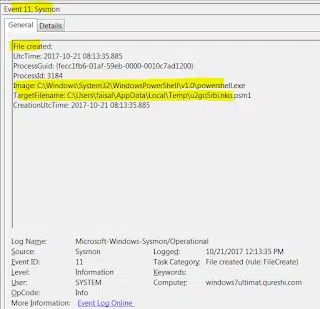 Event 11, Sysmon
General Details
File created:
UtcTime: 2017-10-21 08:13:35.885
ProcessGuid: {fecc1fb6-01af-59eb-0000-0010c7ad1200}
ProcessId: 3184
Image: C:\Windows\System32\WindowsPowerShell\v1.0\powershell.exe
TargetFilename: C:\Users\faisal\AppData\Local\Temp\u2go5ibi.nko.psm1
CreationUtcTime: 2017-10-21 08:13:35.885
Log Name: Microsoft-Windows-Sysmon/Operational
Source: Sysmon Logged: 10/21/2017 12:13:35 PM
Event ID: 11 Task Category: File created (rule: FileCreate)
Level: Information Keywords:
User: SYSTEM Computer: windows7ultimat.qureshi.com
OpCode: Info
More Information: Event Log Online